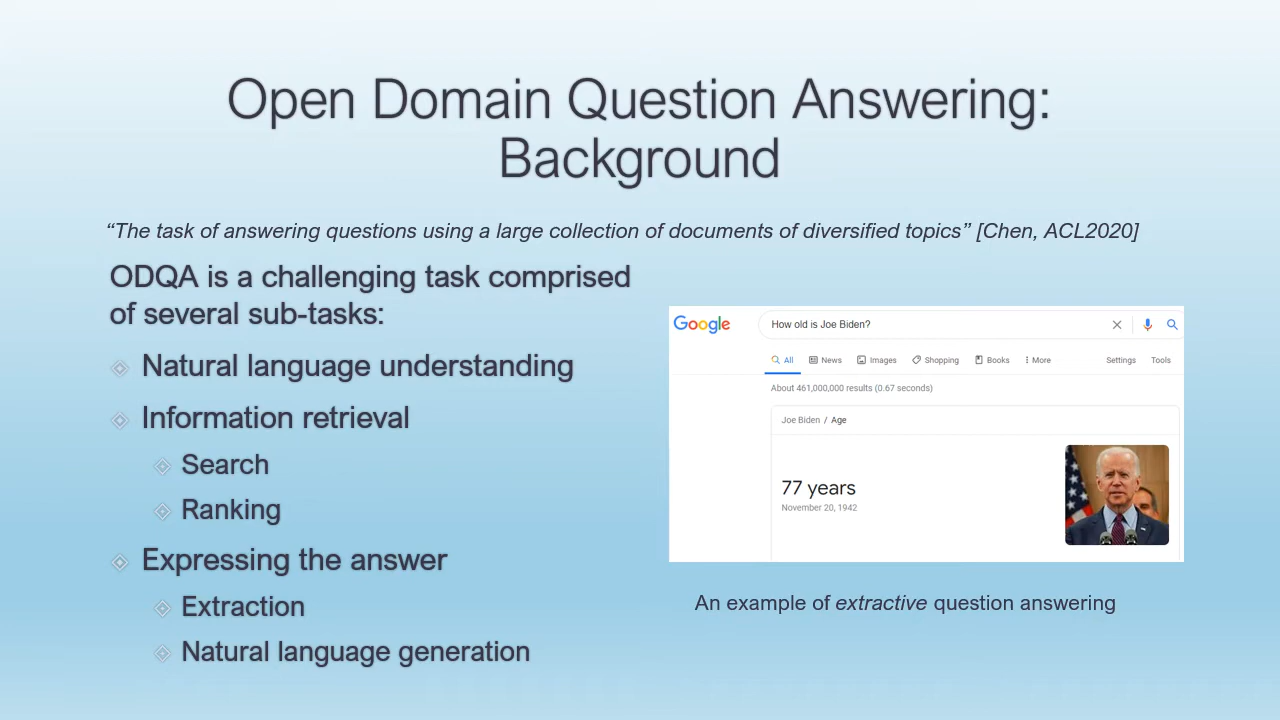 Open Domain Question Answering:
Background
“The task of answering questions using a large collection of documents of diversified topics” [Chen, ACL2020]
ODQA is a challenging task comprised
of several sub-tasks:
Natural language understanding
Information retrieval
Search
Ranking
Expressing the answer
Extraction
Natural language generation
Google
How old is Joe Biden?
All News Images Shopping Books More Settings Tools
About 461,000,000 results (0.67 seconds)
Joe Biden / Age
77 years
November 20, 1942
An example of extractive question answering